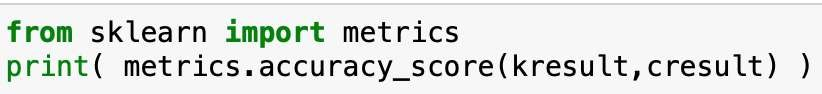 from sklearn import metrics
print( metrics.accuracy_score(kresult,cresult) )